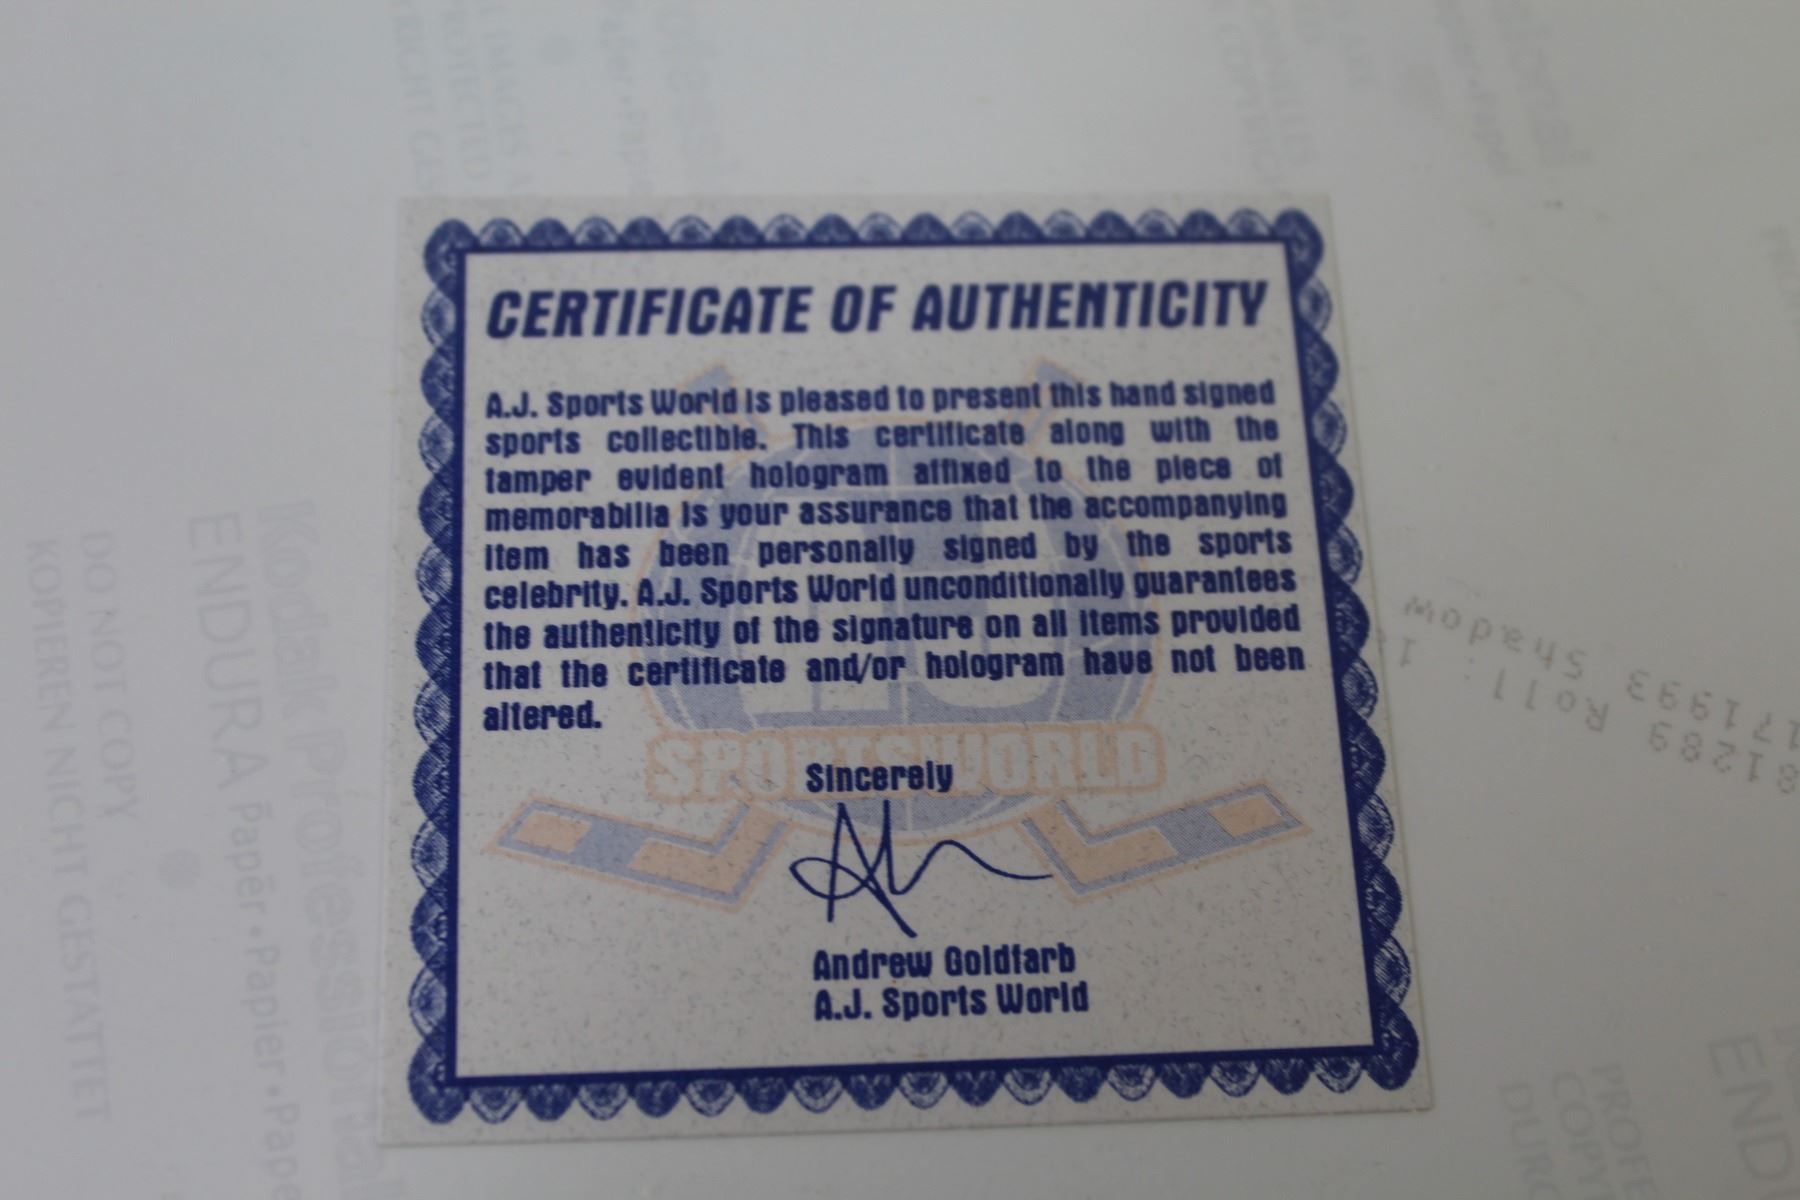 CERTIFICATE OF AUTHENTICITY
A.J. Sports World is pleased to present this hand signed
sports collectible. This certificate along with the
tamper evident hologram affixed to the piece of
memorabilia is your assurance that the accompanying
item has been personally signed by the sports
celebrity. A.J. Sports World unconditionally guarantees
the authenticity of the signature on all items provided
that the certificate and/or hologram have not been
altered.
SPORTSWORLD
Sincerely
Andrew Goldfarb
A.J. Sports World
Kodak Professional
ENDURA Paper•Papier•Pape
DO NOT COPY
KOPIEREN NICHT GESTATTET
Shadow
Roll:
END
PROFE
COPY